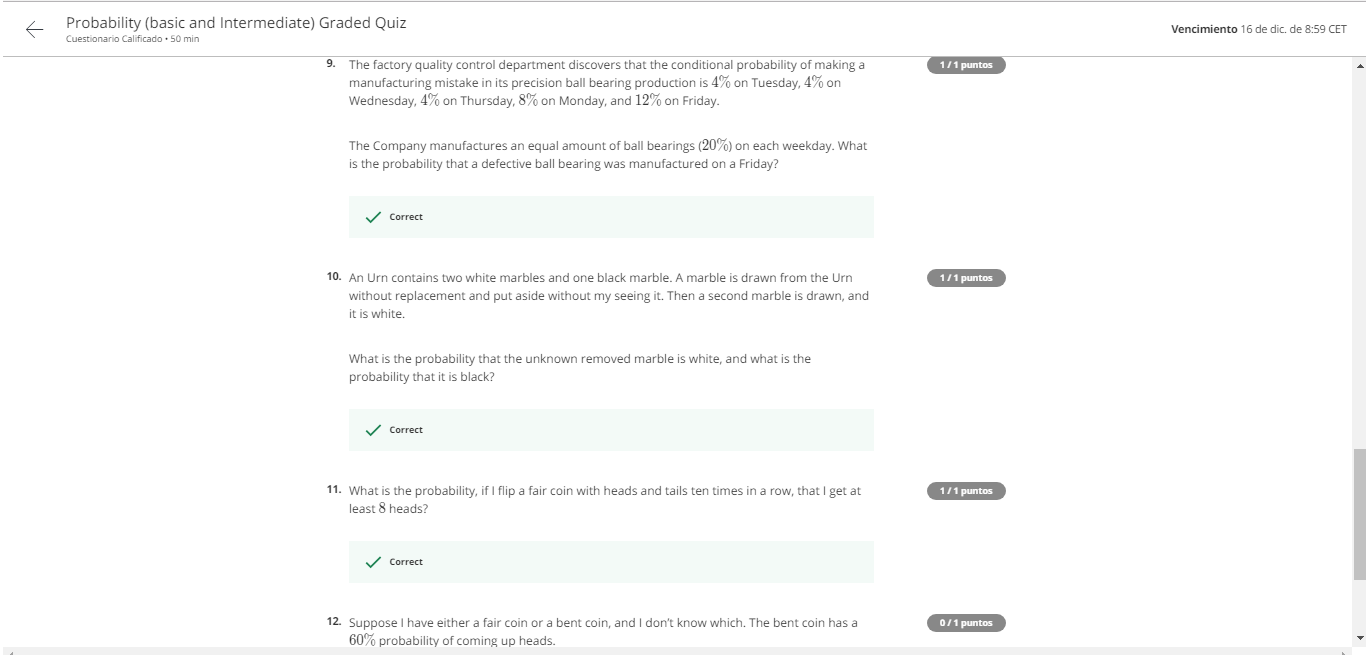 Probability (basic and Intermediate) Graded Quiz
Cuestionario Calificado • 50 min
Vencimiento 16 de dic. de 8:59 CET
9. The factory quality control department discovers that the conditional probability of making a
1 / 1 puntos
manufacturing mistake in its precision ball bearing production is 4% on Tuesday, 4% on
Wednesday, 4% on Thursday, 8% on Monday, and 12% on Friday.
The Company manufactures an equal amount of ball bearings (20%) on each weekday. What
is the probability that a defective ball bearing was manufactured on a Friday?
Correct
10. An Urn contains two white marbles and one black marble. A marble is drawn from the Urn
1 / 1 puntos
without replacement and put aside without my seeing it. Then a second marble is drawn, and
it is white.
What is the probability that the unknown removed marble is white, and what is the
probability that it is black?
Correct
11. What is the probability, if I flip a fair coin with heads and tails ten times in a row, that I get at
1 / 1 puntos
least 8 heads?
Correct
12. Suppose I have either a fair coin or a bent coin, and I don't know which. The bent coin has a
0 / 1 puntos
60% probability of coming up heads.